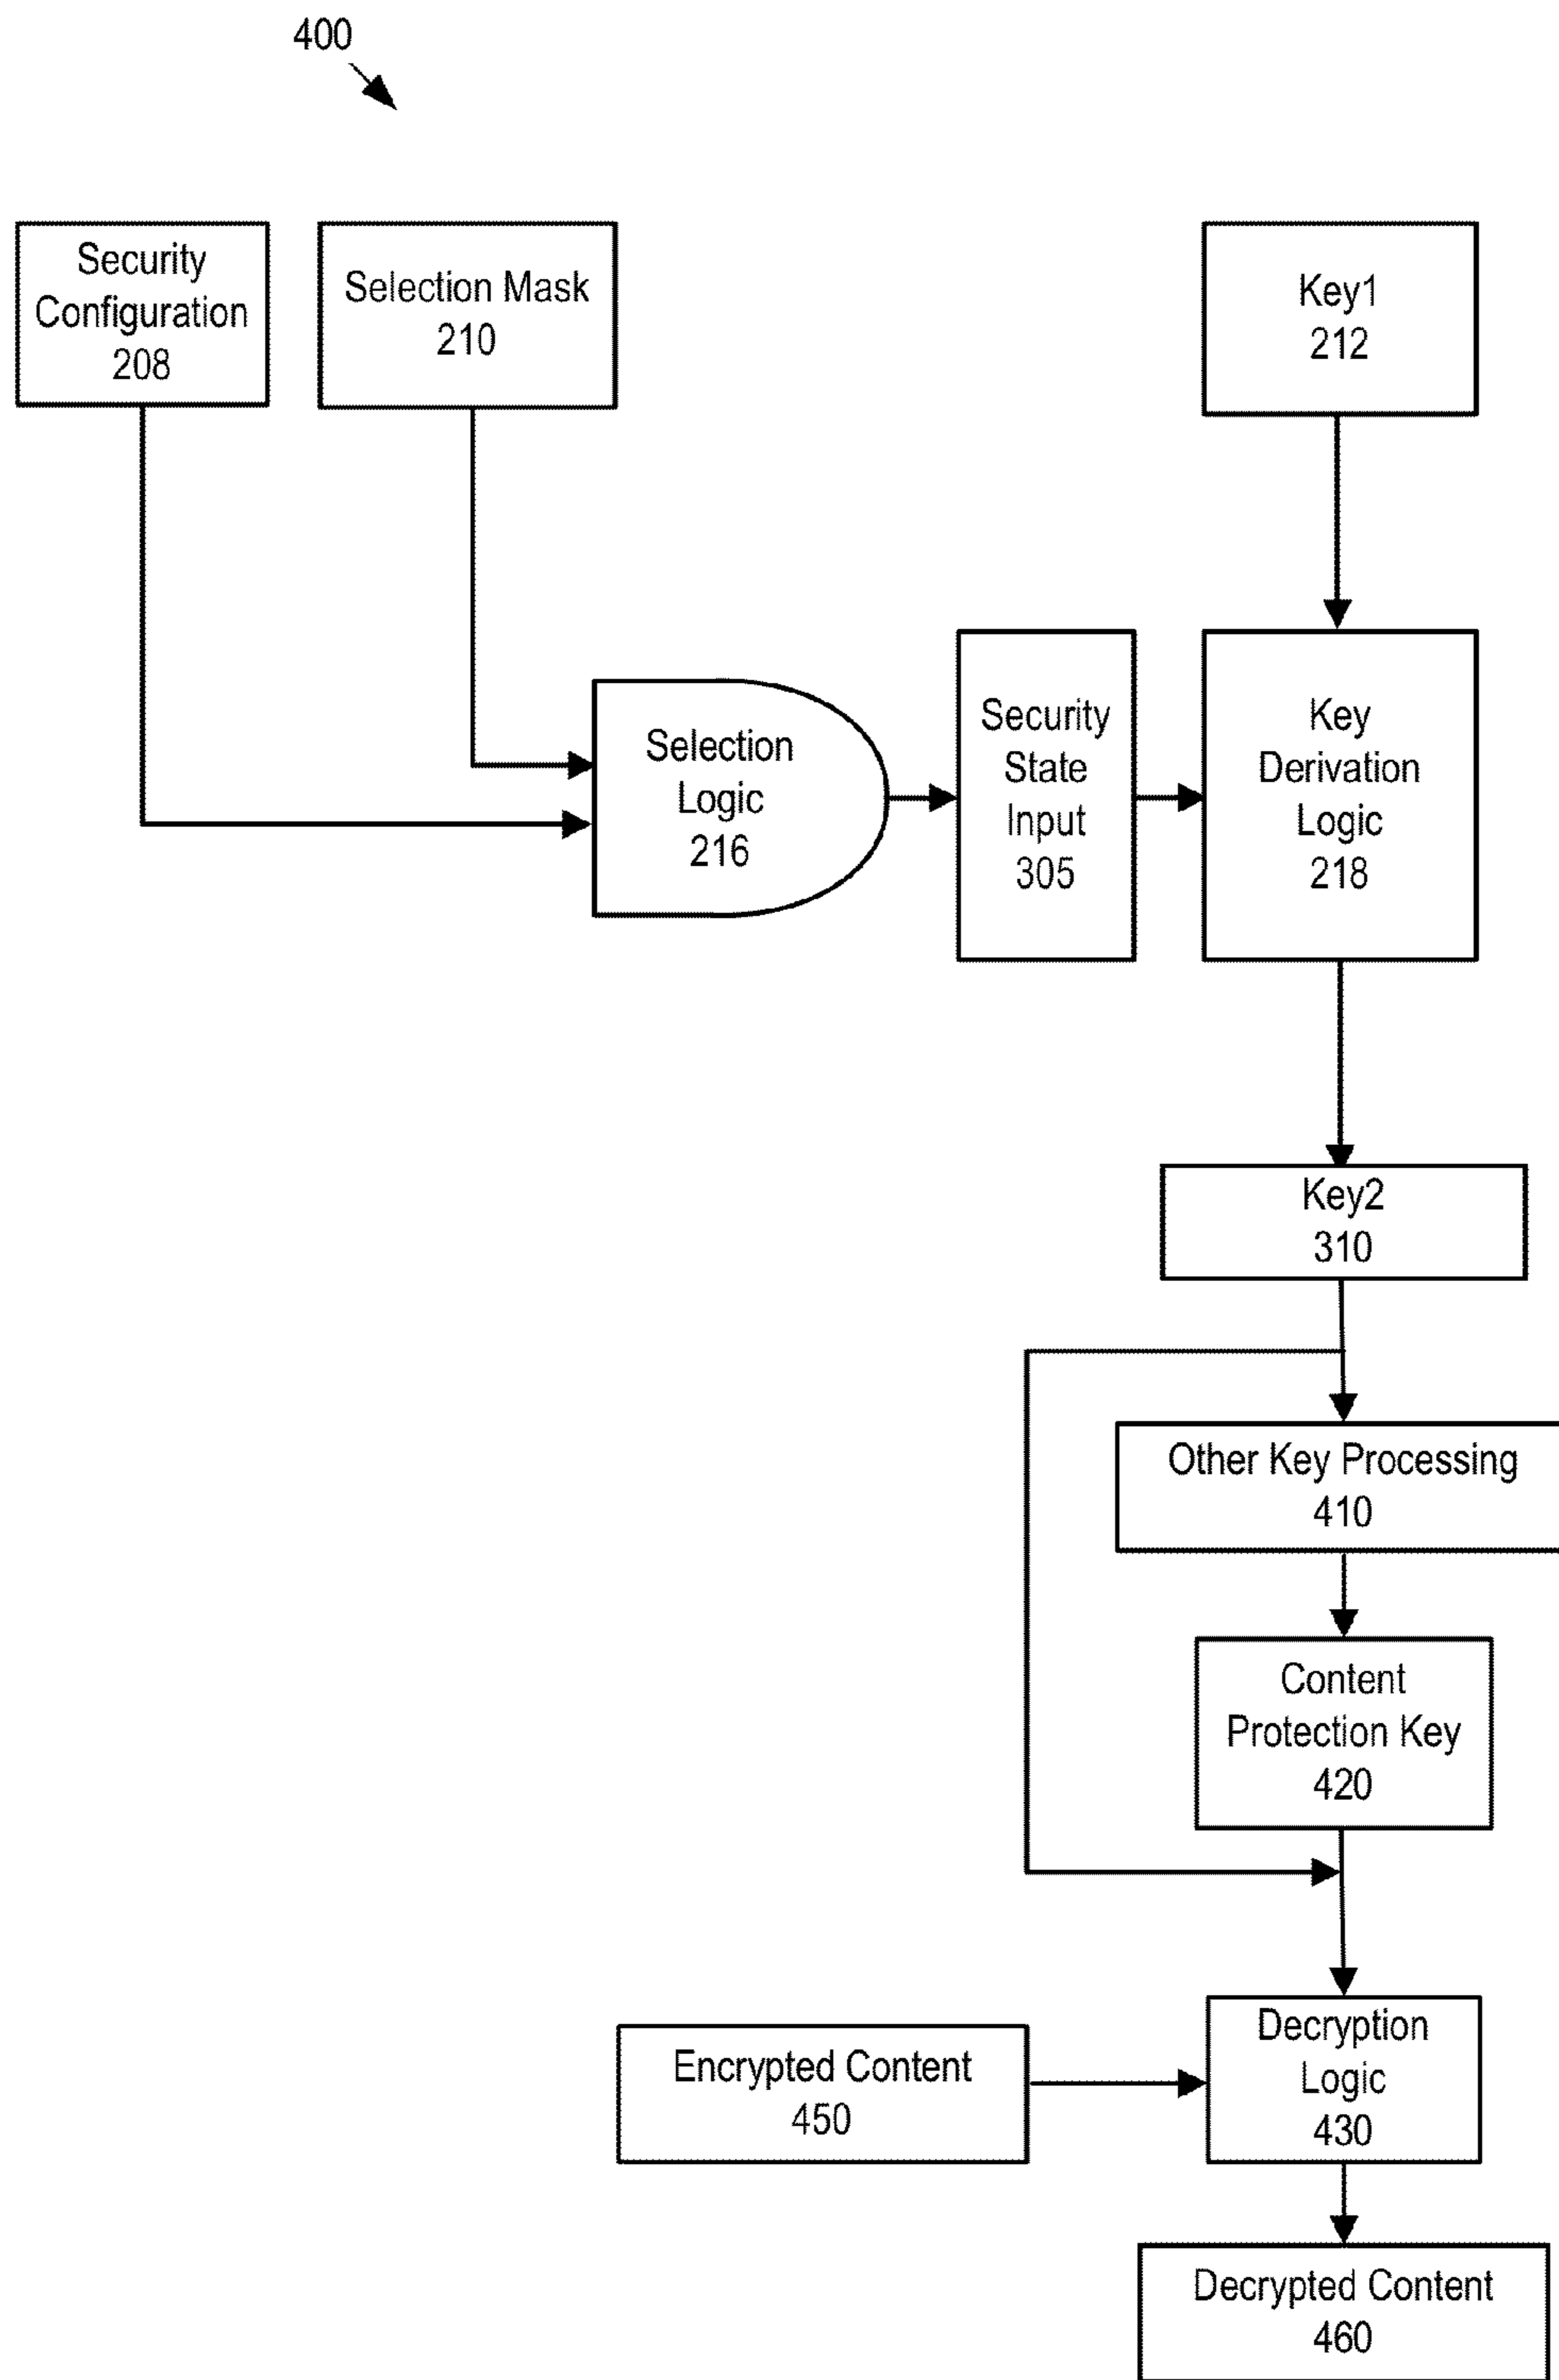 400
Security
Configuration
208
Selection Mask
210
Key1
212
Selection
Logic
216
Security
State
Input
305
Key
Derivation
Logic
218
Key2
310
Other Key Processing
410
Content
Protection Key
420
Encrypted Content
450
Decryption
Logic
430
Decrypted Content
460